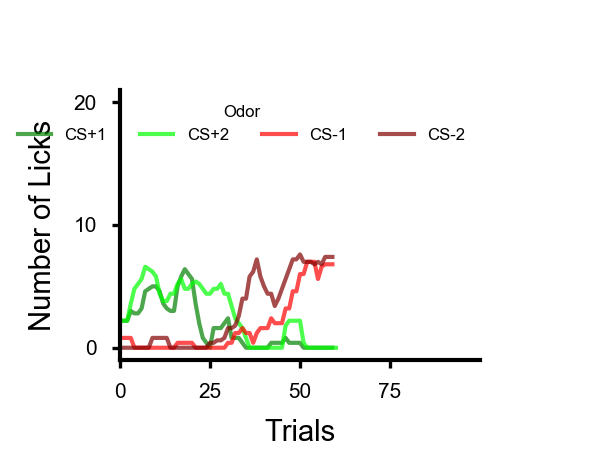 20
Odor
CS+1 CS+2 CS-1 CS-2
Number of Licks
10
0
0 25 50 75
Trials